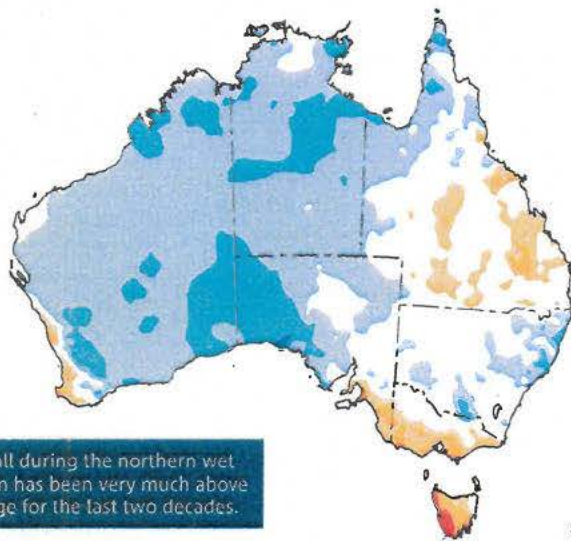 all during the northern wet
n has been very much above
ge for the last two decades.